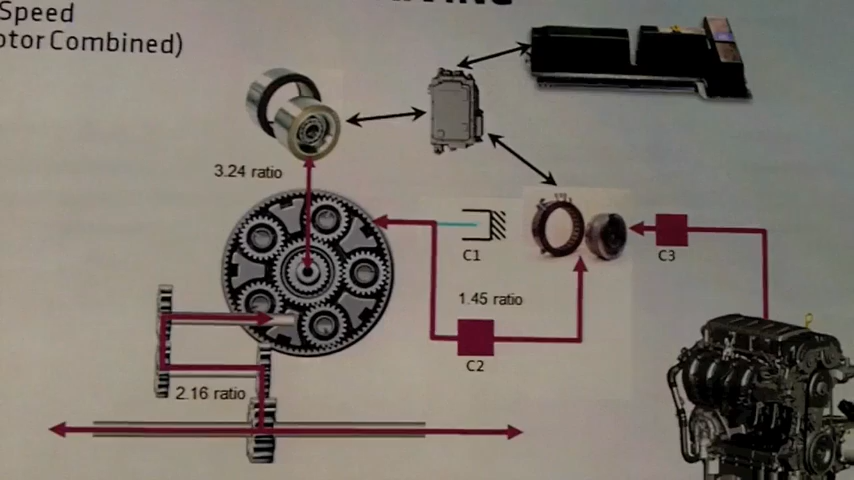 Speed
otor Combined)
3.24 ratio
C1
C3
1.45 ratio
C2
2.16 ratio